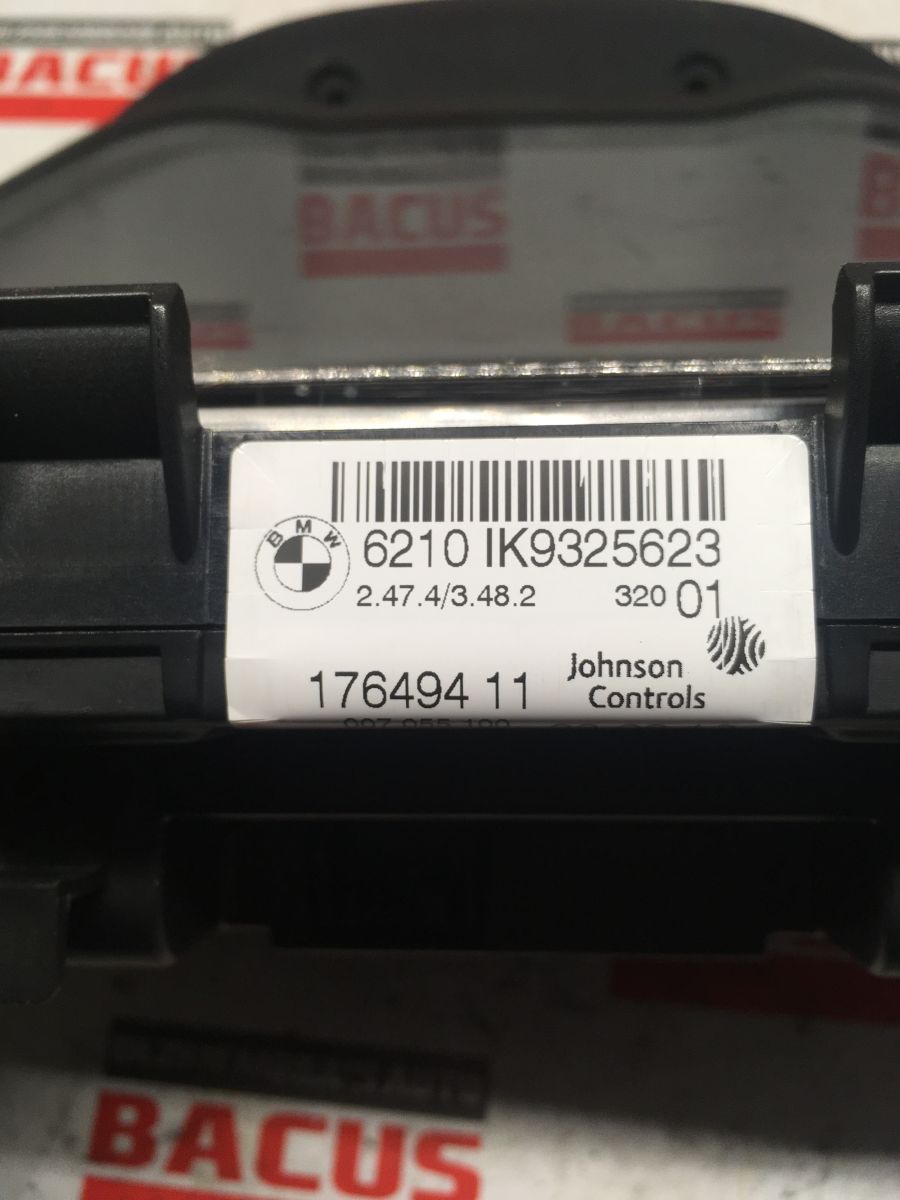 BACUS
BACUS
BMW
6210 IK9325623
2.47.4/3.48.2 320 01
Johnson
Controls
176494 11
BACUS